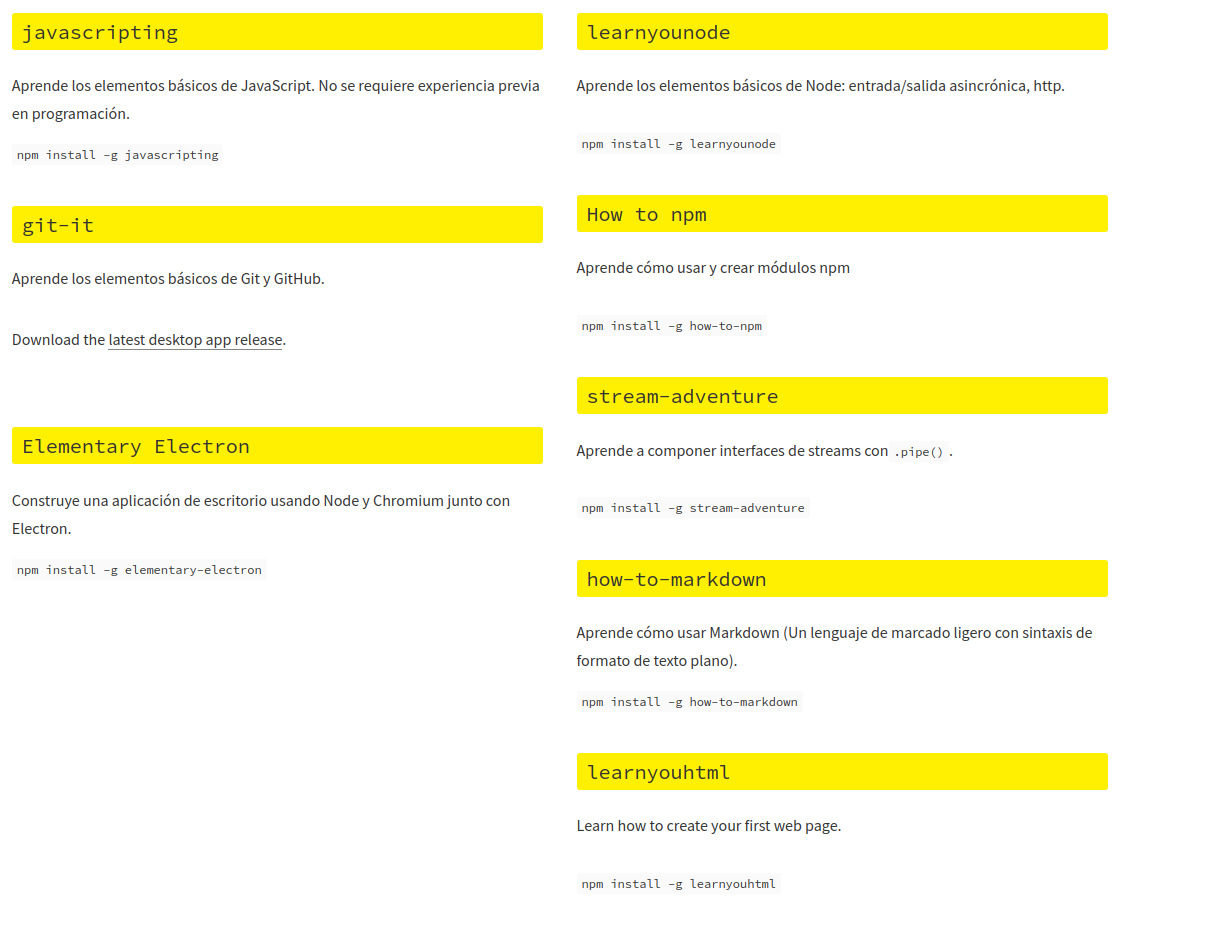 javascripting
Aprende los elementos básicos de JavaScript. No se requiere experiencia previa
en programación.
npm install -g javascripting
git-it
Aprende los elementos básicos de Git y GitHub.
Download the latest desktop app release.
Elementary Electron
Construye una aplicación de escritorio usando Node y Chromium junto con
Electron.
npm install -g elementary-electron
learnyounode
Aprende los elementos básicos de Node: entrada/salida asincrónica, http.
npm install -g learnyounode
How to npm
Aprende cómo usar y crear módulos npm
npm install -g how-to-npm
stream-adventure
Aprende a componer interfaces de streams con .pipe() .
npm install -g stream-adventure
how-to-markdown
Aprende cómo usar Markdown (Un lenguaje de marcado ligero con sintaxis de
formato de texto plano).
npm install -g how-to-markdown
learnyouhtml
Learn how to create your first web page.
npm install -g learnyouhtml